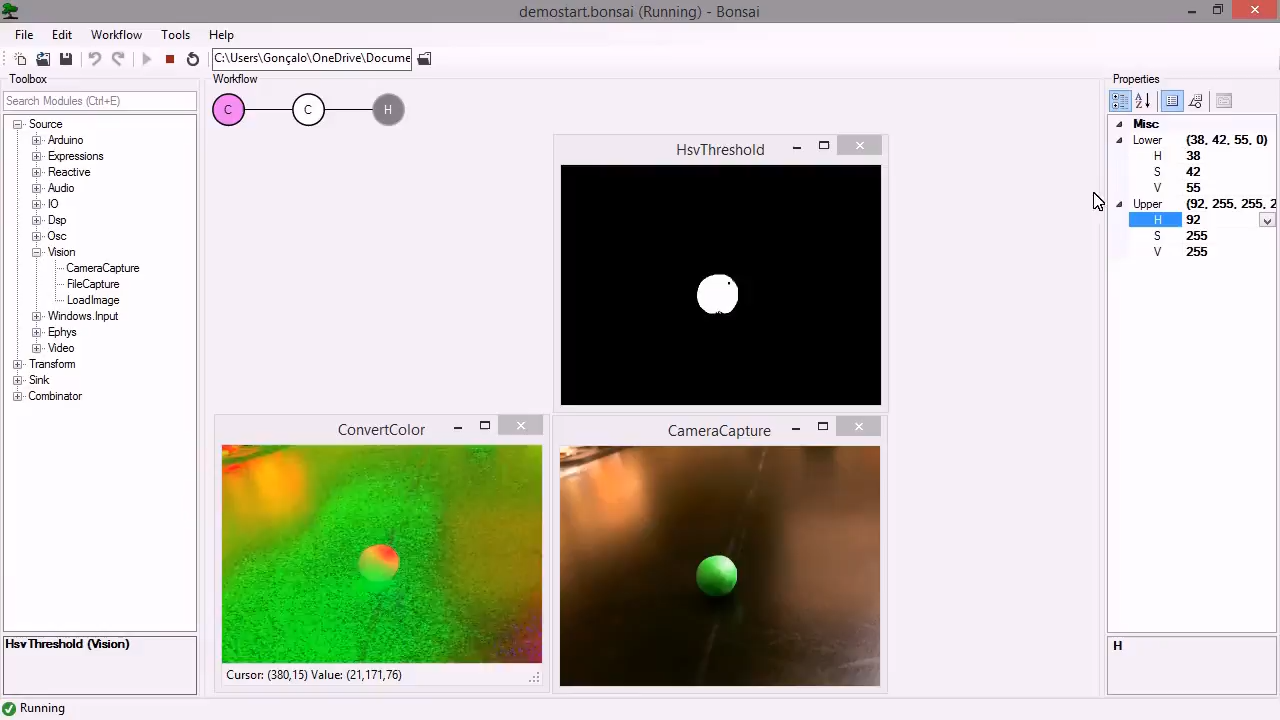 demostart.bonsai (Running) - Bonsai
File Edit Workflow Tools Help
C:\Users\Gonçalo\OneDrive\Docume
Toolbox
Search Modules (Ctrl+E)
Source
Arduino
Expressions
Reactive
Audio
IO
Dsp
Osc
Vision
CameraCapture
FileCapture
LoadImage
Windows.Input
Ephys
Video
Transform
Sink
Combinator
HsvThreshold (Vision)
Workflow
C C H
HsvThreshold
ConvertColor
Cursor: (380,15) Value: (21,171,76)
CameraCapture
Properties
Misc
Lower (38, 42, 55, 0)
H 38
S 42
V 55
Upper (92, 255, 255, 2
H 92
S 255
V 255
H
Running